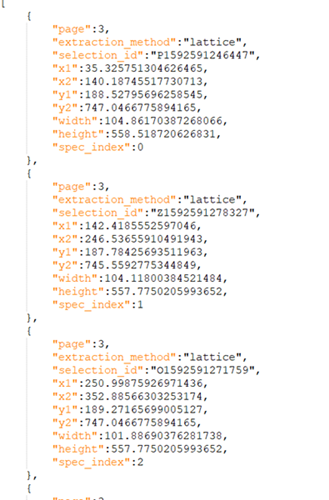 [
{
"page":3,
"extraction_method":"lattice",
"selection_id":"P1592591246447",
"x1":35.325751304626465,
"x2":140.18745517730713,
"y1":188.52795696258545,
"y2":747.0466775894165,
"width":104.86170387268066,
"height":558.518720626831,
"spec_index":0
},
{
"page":3,
"extraction_method":"lattice",
"selection_id":"Z1592591278327",
"x1":142.4185552597046,
"x2":246.53655910491943,
"y1":187.78425693511963,
"y2":745.5592775344849,
"width":104.11800384521484,
"height":557.7750205993652,
"spec_index":1
},
{
"page":3,
"extraction_method":"lattice",
"selection_id":"O1592591271759",
"x1":250.99875926971436,
"x2":352.88566303253174,
"y1":189.27165699005127,
"y2":747.0466775894165,
"width":101.88690376281738,
"height":557.7750205993652,
"spec_index":2
},
{